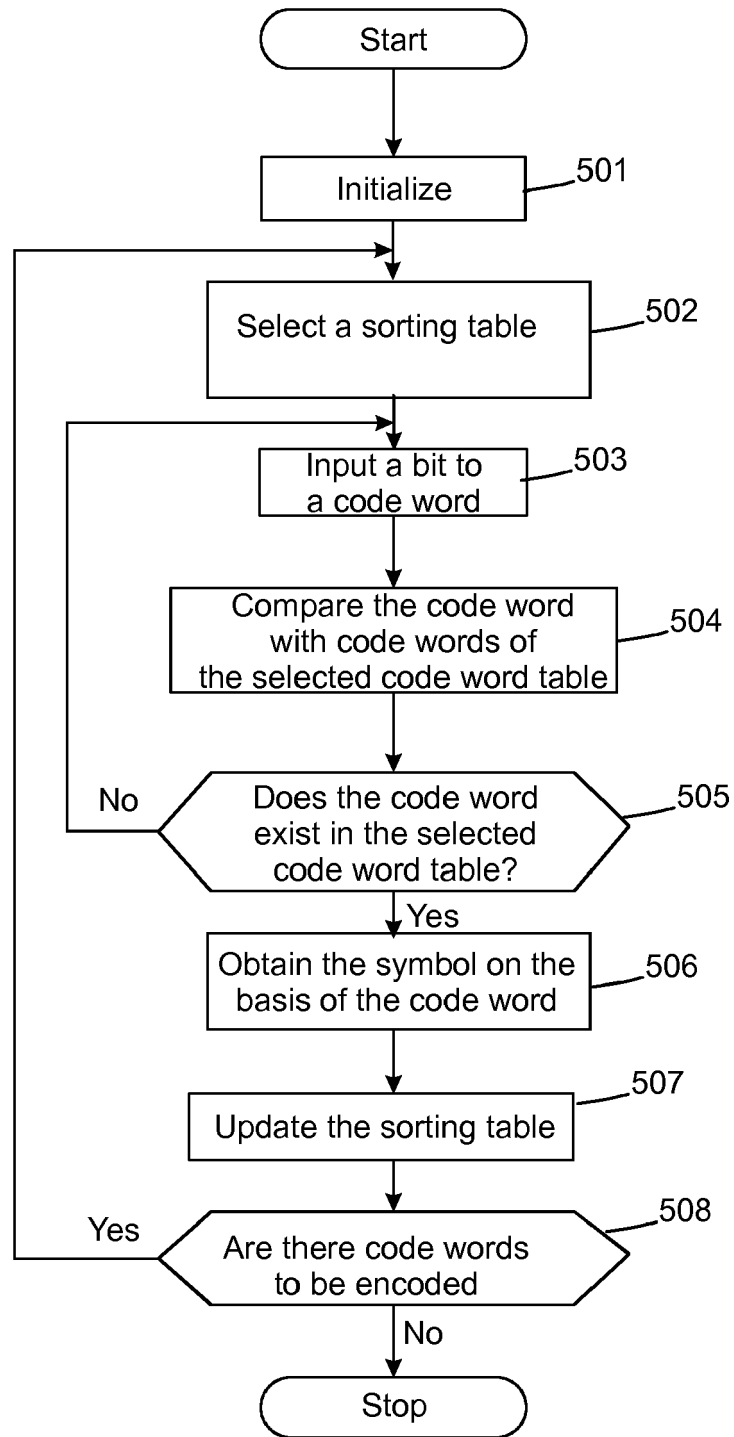 Start
Initialize
501
Select a sorting table
502
Input a bit to
a code word
503
Compare the code word
with code words of
the selected code word table
504
No
Does the code word
exist in the selected
code word table?
505
Yes
Obtain the symbol on the
basis of the code word
506
Update the sorting table
507
Yes
Are there code words
to be encoded
508
No
Stop